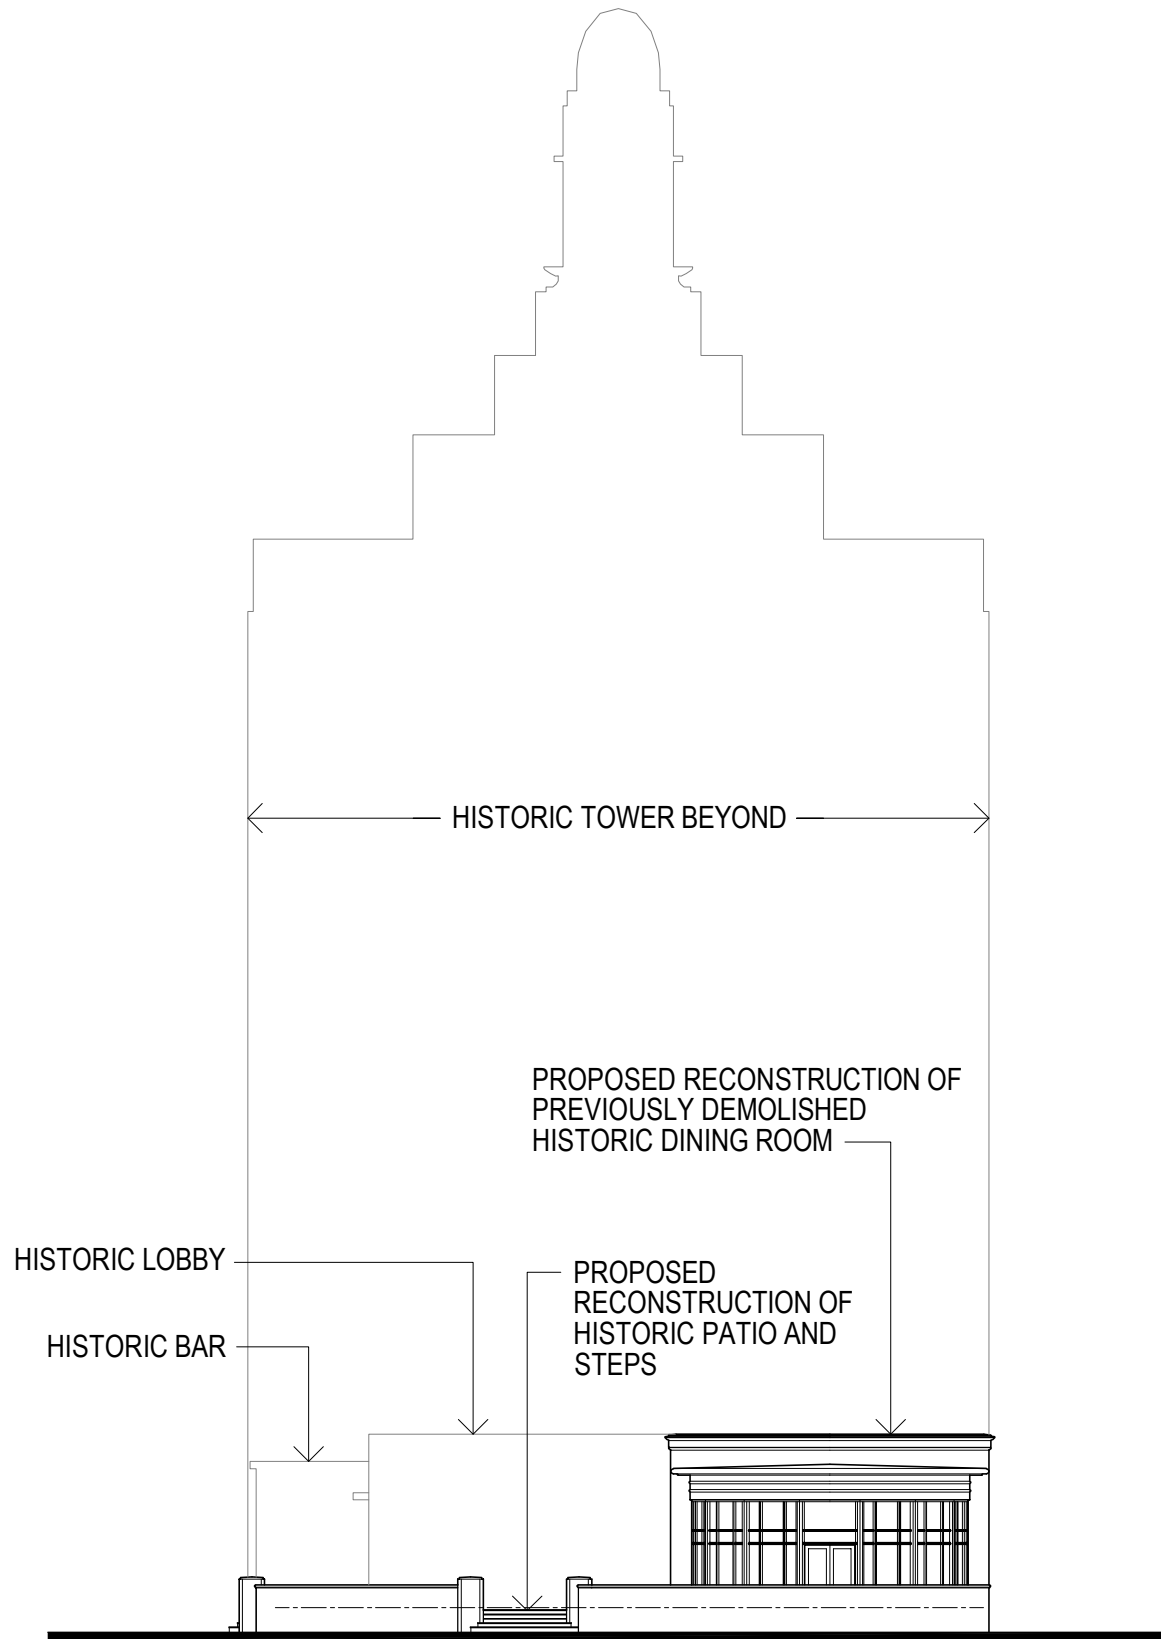 HISTORIC TOWER BEYOND
PROPOSED RECONSTRUCTION OF
PREVIOUSLY DEMOLISHED
HISTORIC DINING ROOM
HISTORIC LOBBY
PROPOSED
RECONSTRUCTION OF
HISTORIC PATIO AND
STEPS
HISTORIC BAR